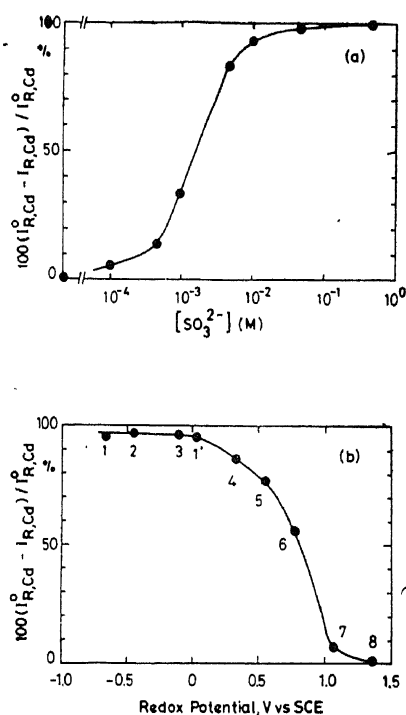 100
%
50
0
100(I°R,Cd - IR,Cd) / I°R,Cd
(a)
10⁻⁴ 10⁻³ 10⁻² 10⁻¹ 10⁰
[SO₃²⁻] (M)
100
%
50
0
100(I°R,Cd - IR,Cd) / I°R,Cd
(b)
1 2 3 1' 4 5 6 7 8
-1.0 -0.5 0 0.5 1.0 1.5
Redox Potential, V vs SCE